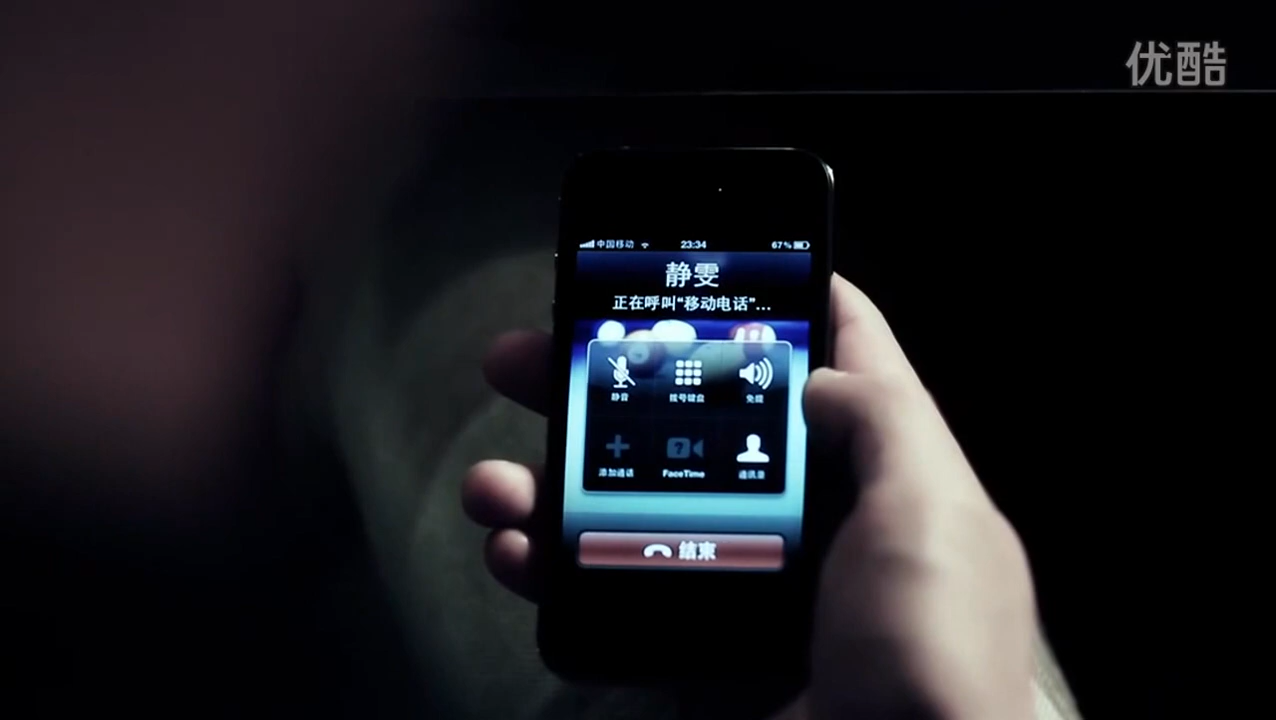 优酷
中国移动 23:34 67%
静雯
正在呼叫“移动电话”...
静音 拨号键盘 免提
添加通话 FaceTime 通讯录
结束